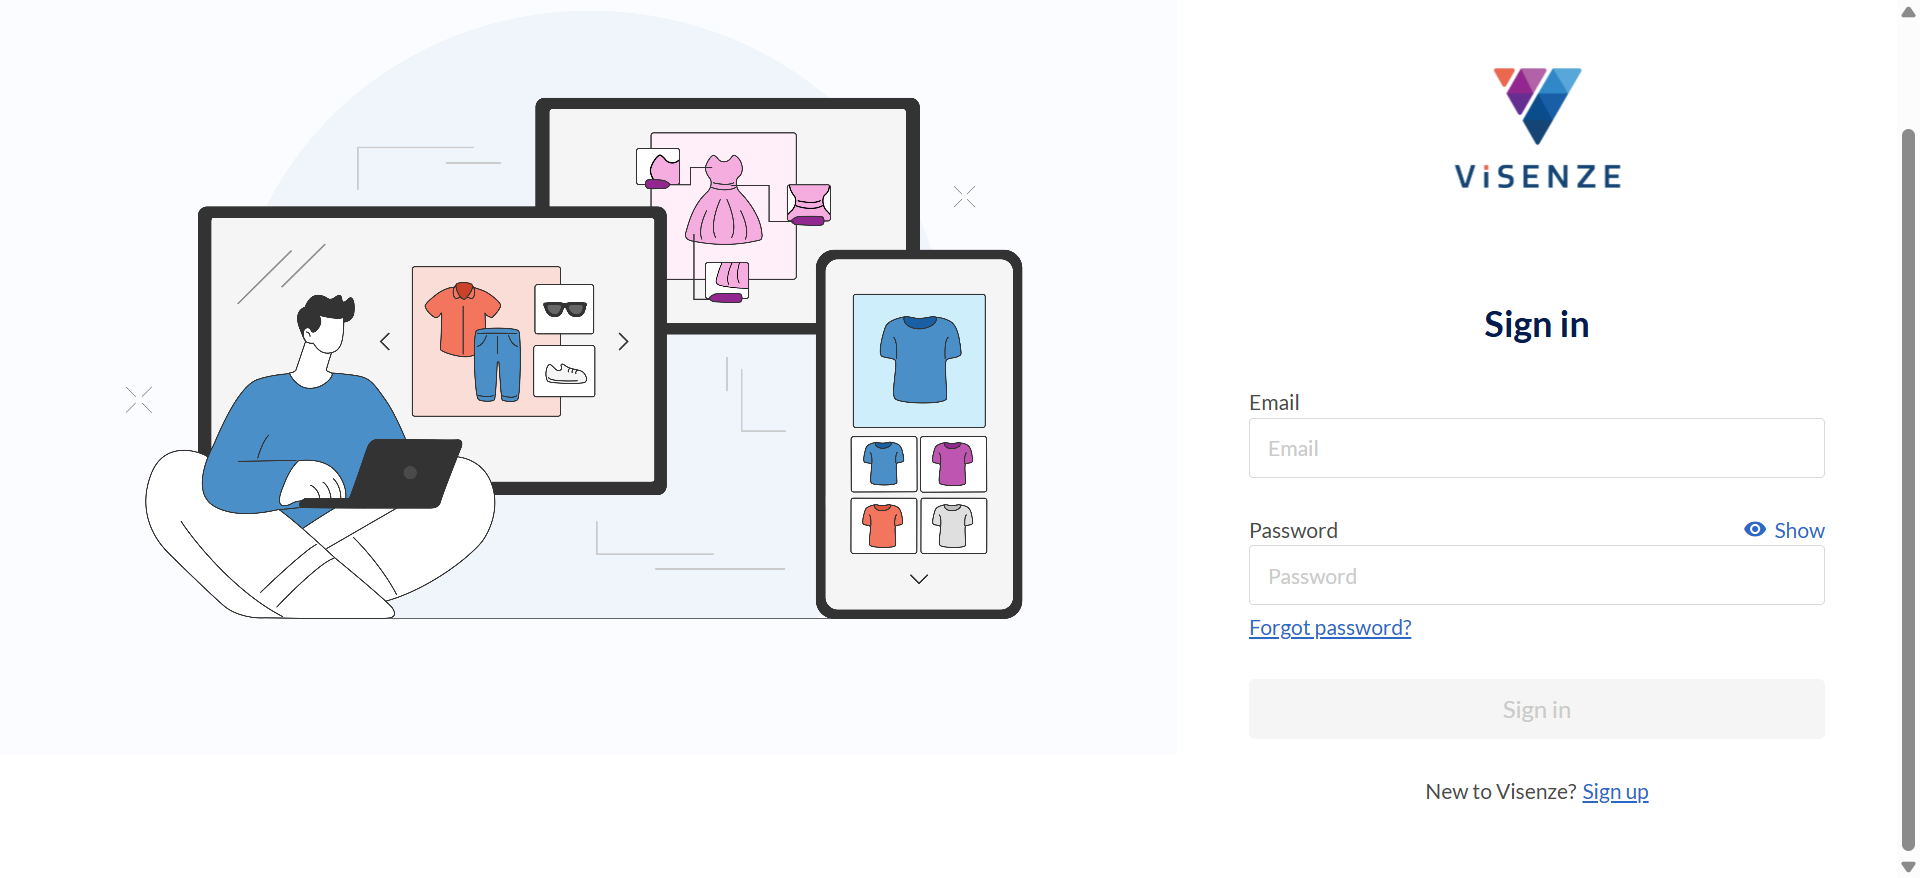 ViSENZE
Sign in
Email
Email
Password Show
Password
Forgot password?
Sign in
New to Visenze? Sign up